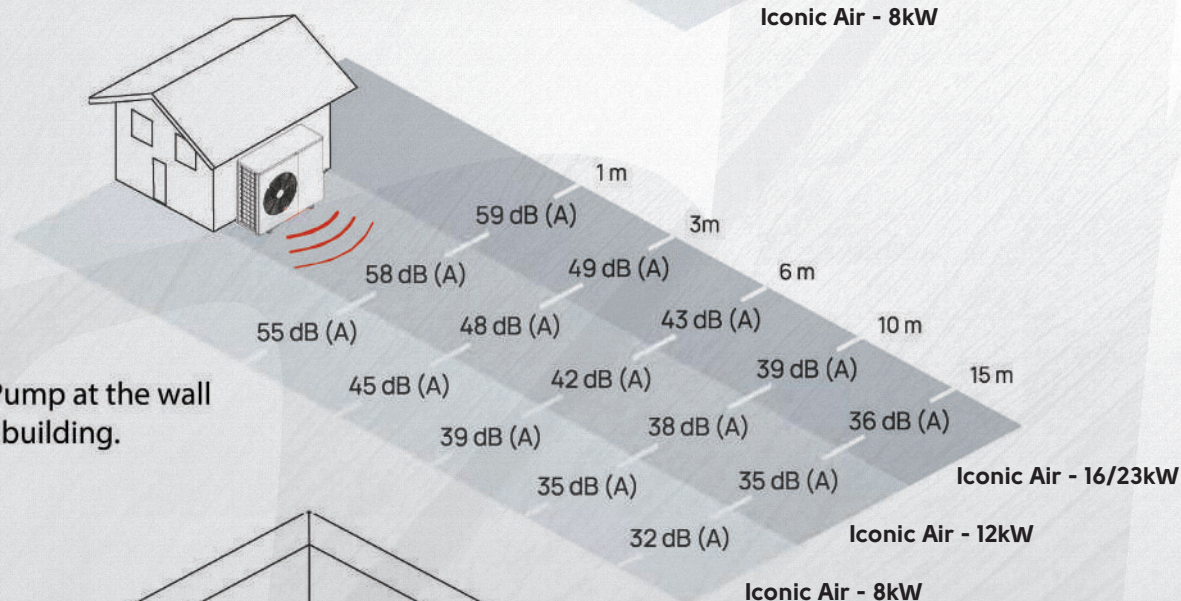 Iconic Air - 8kW
1 m
59 dB (A)
3m
58 dB (A)
49 dB (A)
6 m
55 dB (A)
48 dB (A)
43 dB (A)
10 m
45 dB (A)
42 dB (A)
39 dB (A)
15 m
Pump at the wall
building.
39 dB (A)
38 dB (A)
36 dB (A)
35 dB (A)
35 dB (A)
Iconic Air - 16/23kW
32 dB (A)
Iconic Air - 12kW
Iconic Air - 8kW